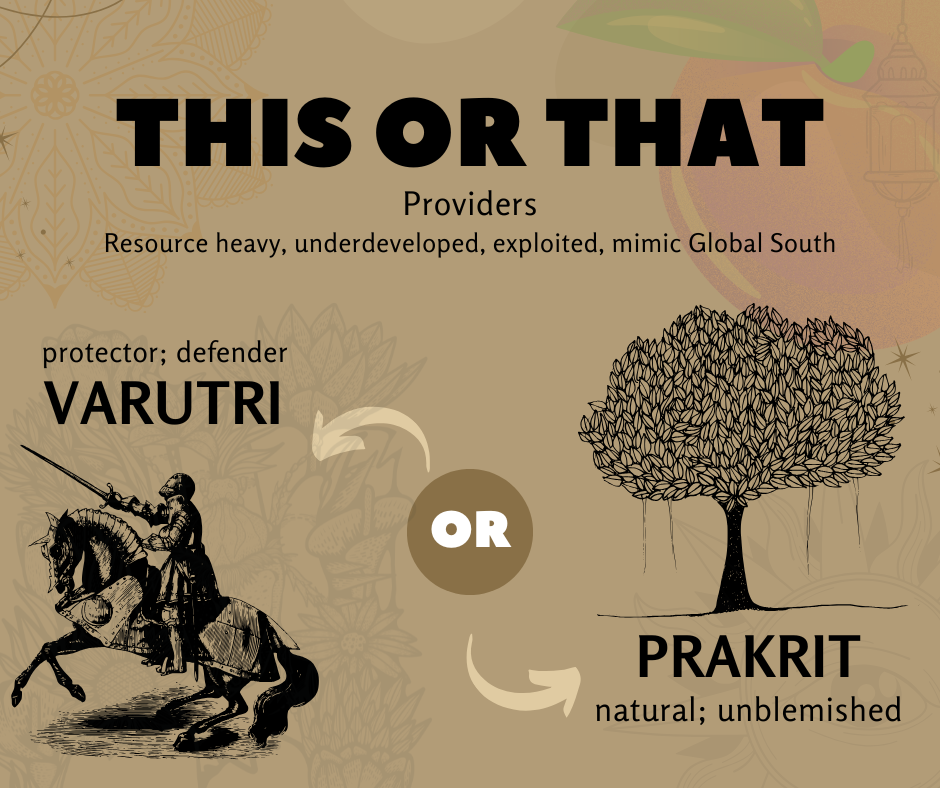 THIS OR THAT
Providers
Resource heavy, underdeveloped, exploited, mimic Global South
protector; defender
VARUTRI
OR
PRAKRIT
natural; unblemished